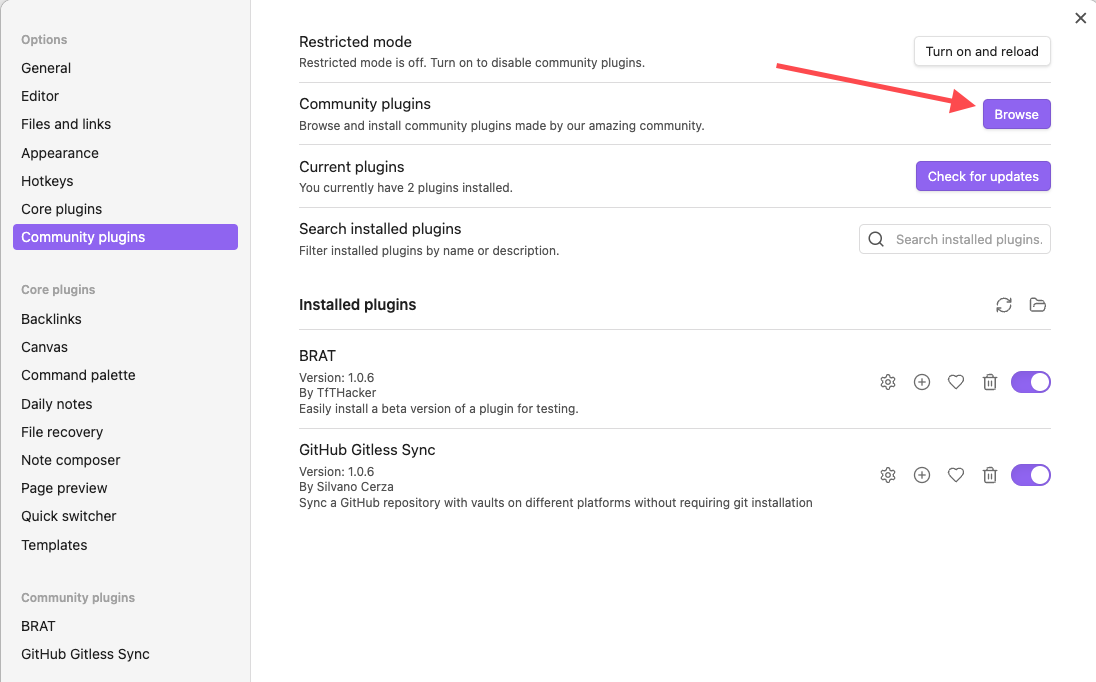 Options
General
Editor
Files and links
Appearance
Hotkeys
Core plugins
Community plugins
Core plugins
Backlinks
Canvas
Command palette
Daily notes
File recovery
Note composer
Page preview
Quick switcher
Templates
Community plugins
BRAT
GitHub Gitless Sync
Restricted mode
Restricted mode is off. Turn on to disable community plugins.
Turn on and reload
Community plugins
Browse and install community plugins made by our amazing community.
Browse
Current plugins
You currently have 2 plugins installed.
Check for updates
Search installed plugins
Filter installed plugins by name or description.
Search installed plugins.
Installed plugins
BRAT
Version: 1.0.6
By TfTHacker
Easily install a beta version of a plugin for testing.
GitHub Gitless Sync
Version: 1.0.6
By Silvano Cerza
Sync a GitHub repository with vaults on different platforms without requiring git installation